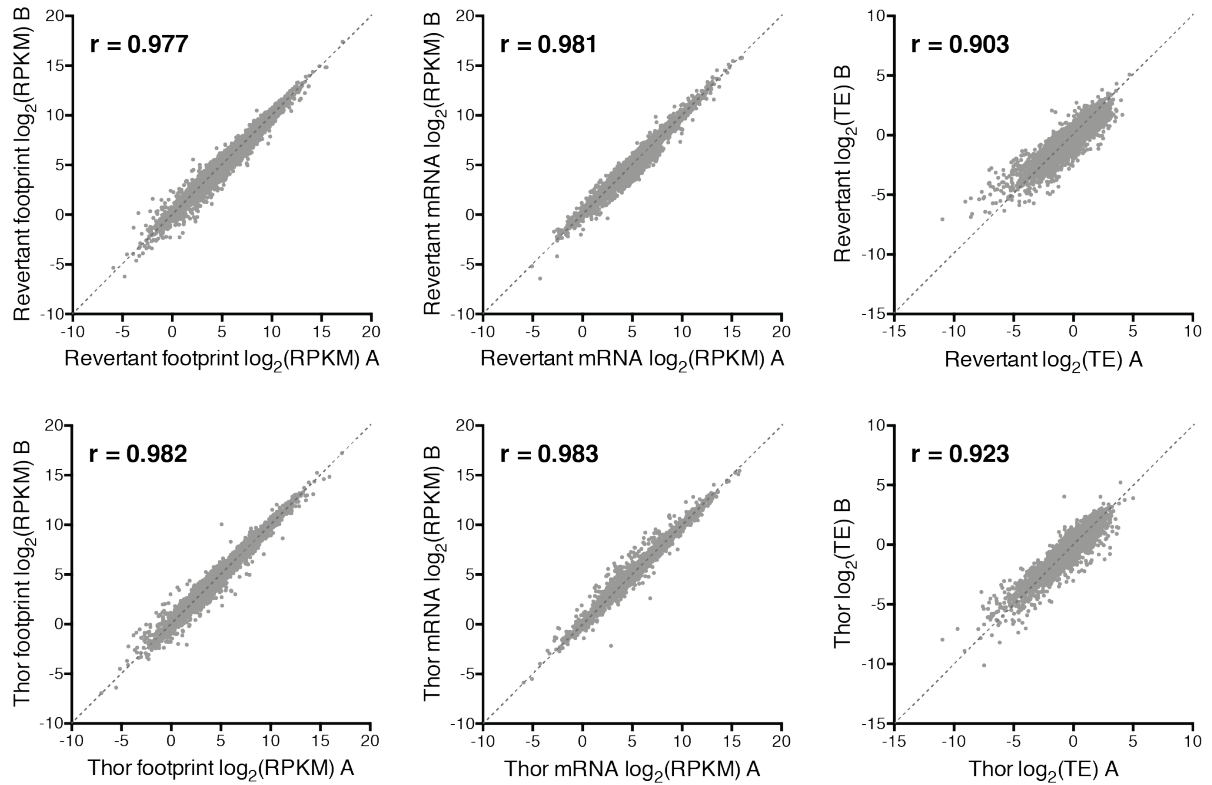 r = 0.977
Revertant footprint log2(RPKM) B
20
15
10
5
0
-5
-10
-10 -5 0 5 10 15 20
Revertant footprint log2(RPKM) A
r = 0.981
Revertant mRNA log2(RPKM) B
20
15
10
5
0
-5
-10
-10 -5 0 5 10 15 20
Revertant mRNA log2(RPKM) A
r = 0.903
Revertant log2(TE) B
10
5
0
-5
-10
-15
-15 -10 -5 0 5 10
Revertant log2(TE) A
r = 0.982
Thor footprint log2(RPKM) B
20
15
10
5
0
-5
-10
-10 -5 0 5 10 15 20
Thor footprint log2(RPKM) A
r = 0.983
Thor mRNA log2(RPKM) B
20
15
10
5
0
-5
-10
-10 -5 0 5 10 15 20
Thor mRNA log2(RPKM) A
r = 0.923
Thor log2(TE) B
10
5
0
-5
-10
-15
-15 -10 -5 0 5 10
Thor log2(TE) A